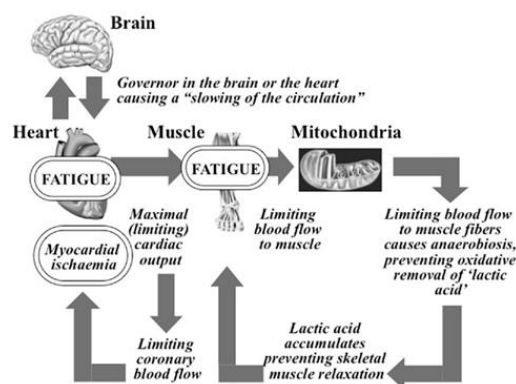 Brain
Governor in the brain or the heart
causing a “slowing of the circulation”
Heart
Muscle
Mitochondria
FATIGUE
FATIGUE
Myocardial
ischaemia
Maximal
(limiting)
cardiac
output
Limiting
blood flow
to muscle
Limiting blood flow
to muscle fibers
causes anaerobiosis,
preventing oxidative
removal of ‘lactic
acid’
Limiting
coronary
blood flow
Lactic acid
accumulates
preventing skeletal
muscle relaxation